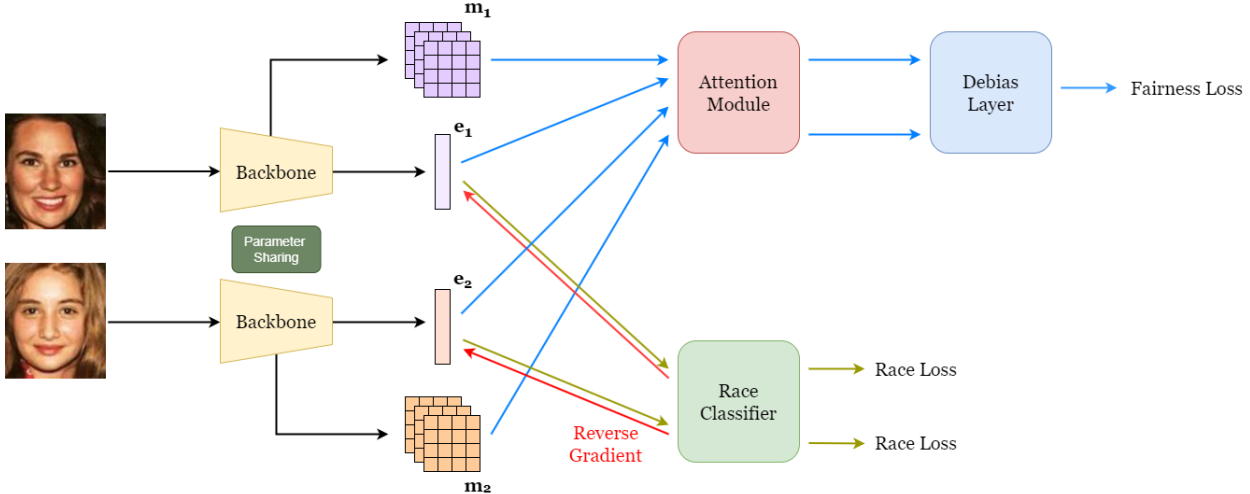 m₁
Attention
Module
Debias
Layer
Fairness Loss
e₁
Backbone
Parameter
Sharing
e₂
Backbone
Race
Classifier
Race Loss
Race Loss
Reverse
Gradient
m₂